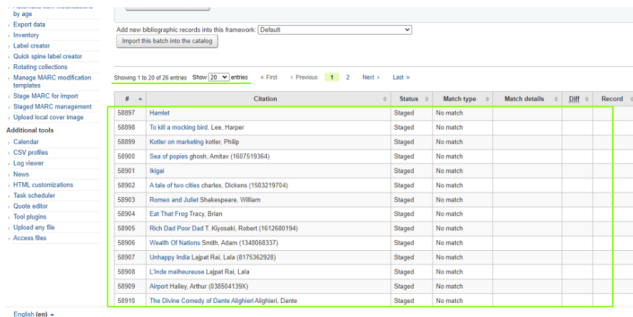 by age
Export data
Inventory
Label creator
Quick spine label creator
Rotating collections
Manage MARC modification
templates
Stage MARC for import
Staged MARC management
Upload local cover image
Additional tools
Calendar
CSV profiles
Log viewer
News
HTML customizations
Task scheduler
Quote editor
Tool plugins
Upload any file
Access files
English (en)
Add new bibliographic records into this framework: Default
Import this batch into the catalog
Showing 1 to 20 of 26 entries Show 20 entries « First ‹ Previous 1 2 Next › Last »
# Citation Status Match type Match details Diff Record
58897 Hamlet Staged No match
58898 To kill a mocking bird. Lee, Harper Staged No match
58899 Kotler on marketing kotler, Philip Staged No match
58900 Sea of popies ghosh, Amitav (1607519364) Staged No match
58901 Ikigai Staged No match
58902 A tale of two cities charles, Dickens (1503219704) Staged No match
58903 Romeo and Juliet Shakespeare, William Staged No match
58904 Eat That Frog Tracy, Brian Staged No match
58905 Rich Dad Poor Dad T. Kiyosaki, Robert (1612680194) Staged No match
58906 Wealth Of Nations Smith, Adam (1348068337) Staged No match
58907 Unhappy India Lajpat Rai, Lala (8175362928) Staged No match
58908 L'Inde malheureuse Lajpat Rai, Lala Staged No match
58909 Airport Hailey, Arthur (038504139X) Staged No match
58910 The Divine Comedy of Dante Alighieri Alighieri, Dante Staged No match